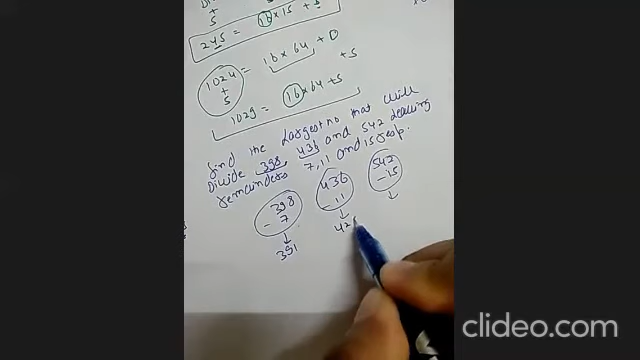 +
5
245 = 16 × 15 + 5
1024 = 16 × 64 + 0
+
5
+5
1029 = 16 × 64 + 5
find the Largest no that will
Divide 398, 436 and 542 leaving
remainders 7, 11 and 15 resp.
398
- 7
↓
391
436
- 11
↓
42
542
- 15
↓
clideo.com